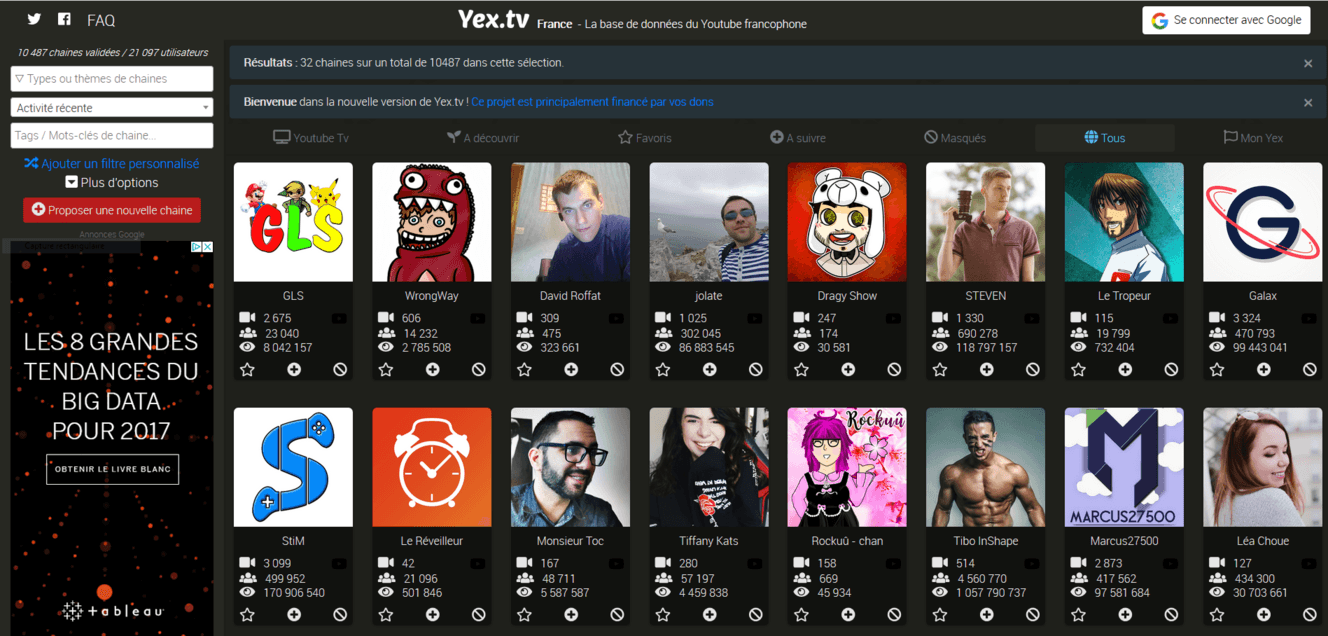 FAQ
Yex.tv France - La base de données du Youtube francophone
Se connecter avec Google
10 487 chaines validées / 21 097 utilisateurs
Types ou thèmes de chaines
Activité récente
Tags / Mots-clés de chaine...
Ajouter un filtre personnalisé
Plus d'options
Proposer une nouvelle chaine
Annonces Google
LES 8 GRANDES
TENDANCES DU
BIG DATA
POUR 2017
OBTENIR LE LIVRE BLANC
+ableau
Résultats : 32 chaines sur un total de 10487 dans cette sélection.
Bienvenue dans la nouvelle version de Yex.tv ! Ce projet est principalement financé par vos dons
Youtube Tv A découvrir Favoris A suivre Masqués Tous Mon Yex
GLS
G
GLS WrongWay David Roffat jolate Dragy Show STEVEN Le Tropeur Galax
2 675 606 309 1 025 247 1 330 115 3 324
23 040 14 232 475 302 045 174 690 278 19 799 470 793
8 042 157 2 785 508 323 661 86 883 545 30 581 118 797 157 732 404 99 443 041
S
Rockuû
M
MARCUS27500
StiM Le Réveilleur Monsieur Toc Tiffany Kats Rockuû - chan Tibo InShape Marcus27500 Léa Choue
3 099 42 167 280 158 514 2 873 127
499 952 21 096 48 711 57 197 669 4 560 770 417 562 434 300
170 906 540 501 846 5 587 587 4 459 838 45 934 1 057 790 737 97 581 684 30 703 661